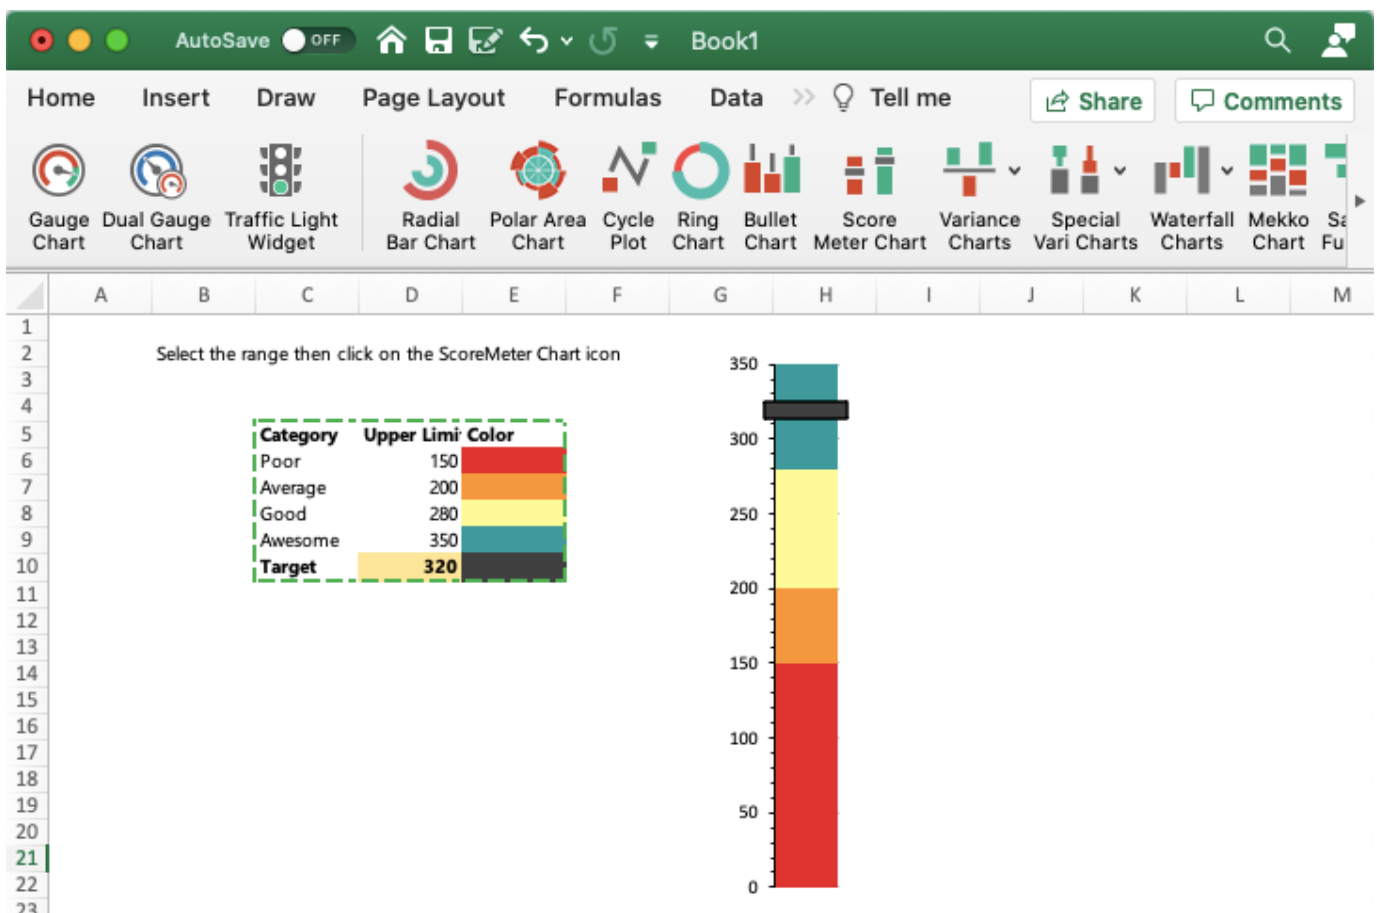 AutoSave OFF Book1
Home Insert Draw Page Layout Formulas Data Tell me Share Comments
Gauge Dual Gauge Traffic Light Radial Polar Area Cycle Ring Bullet Score Variance Special Waterfall Mekko Sa
Chart Chart Widget Bar Chart Chart Plot Chart Chart Meter Chart Charts Vari Charts Charts Chart Fu
A B C D E F G H I J K L M
1
2 Select the range then click on the ScoreMeter Chart icon
3
4
5 Category Upper Limi Color
6 Poor 150
7 Average 200
8 Good 280
9 Awesome 350
10 Target 320
11
12
13
14
15
16
17
18
19
20
21
22
23
350
300
250
200
150
100
50
0